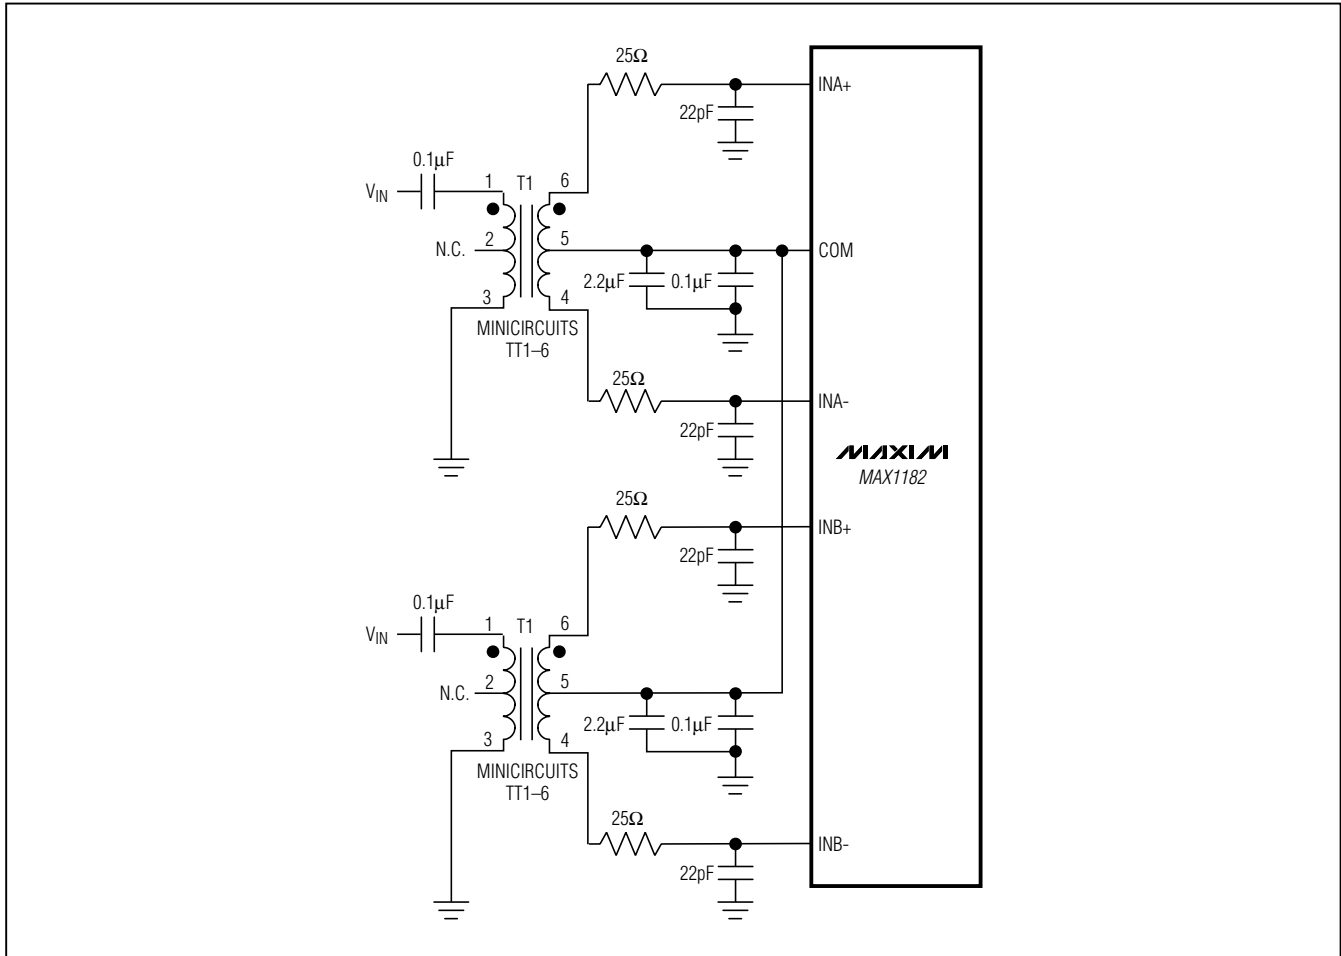 25Ω
INA+
22pF
0.1µF
VIN
1
T1
6
N.C.
2
5
COM
2.2µF
0.1µF
3
4
MINICIRCUITS
TT1–6
25Ω
INA-
22pF
MAXIM
MAX1182
25Ω
INB+
22pF
0.1µF
VIN
1
T1
6
N.C.
2
5
2.2µF
0.1µF
3
4
MINICIRCUITS
TT1–6
25Ω
INB-
22pF